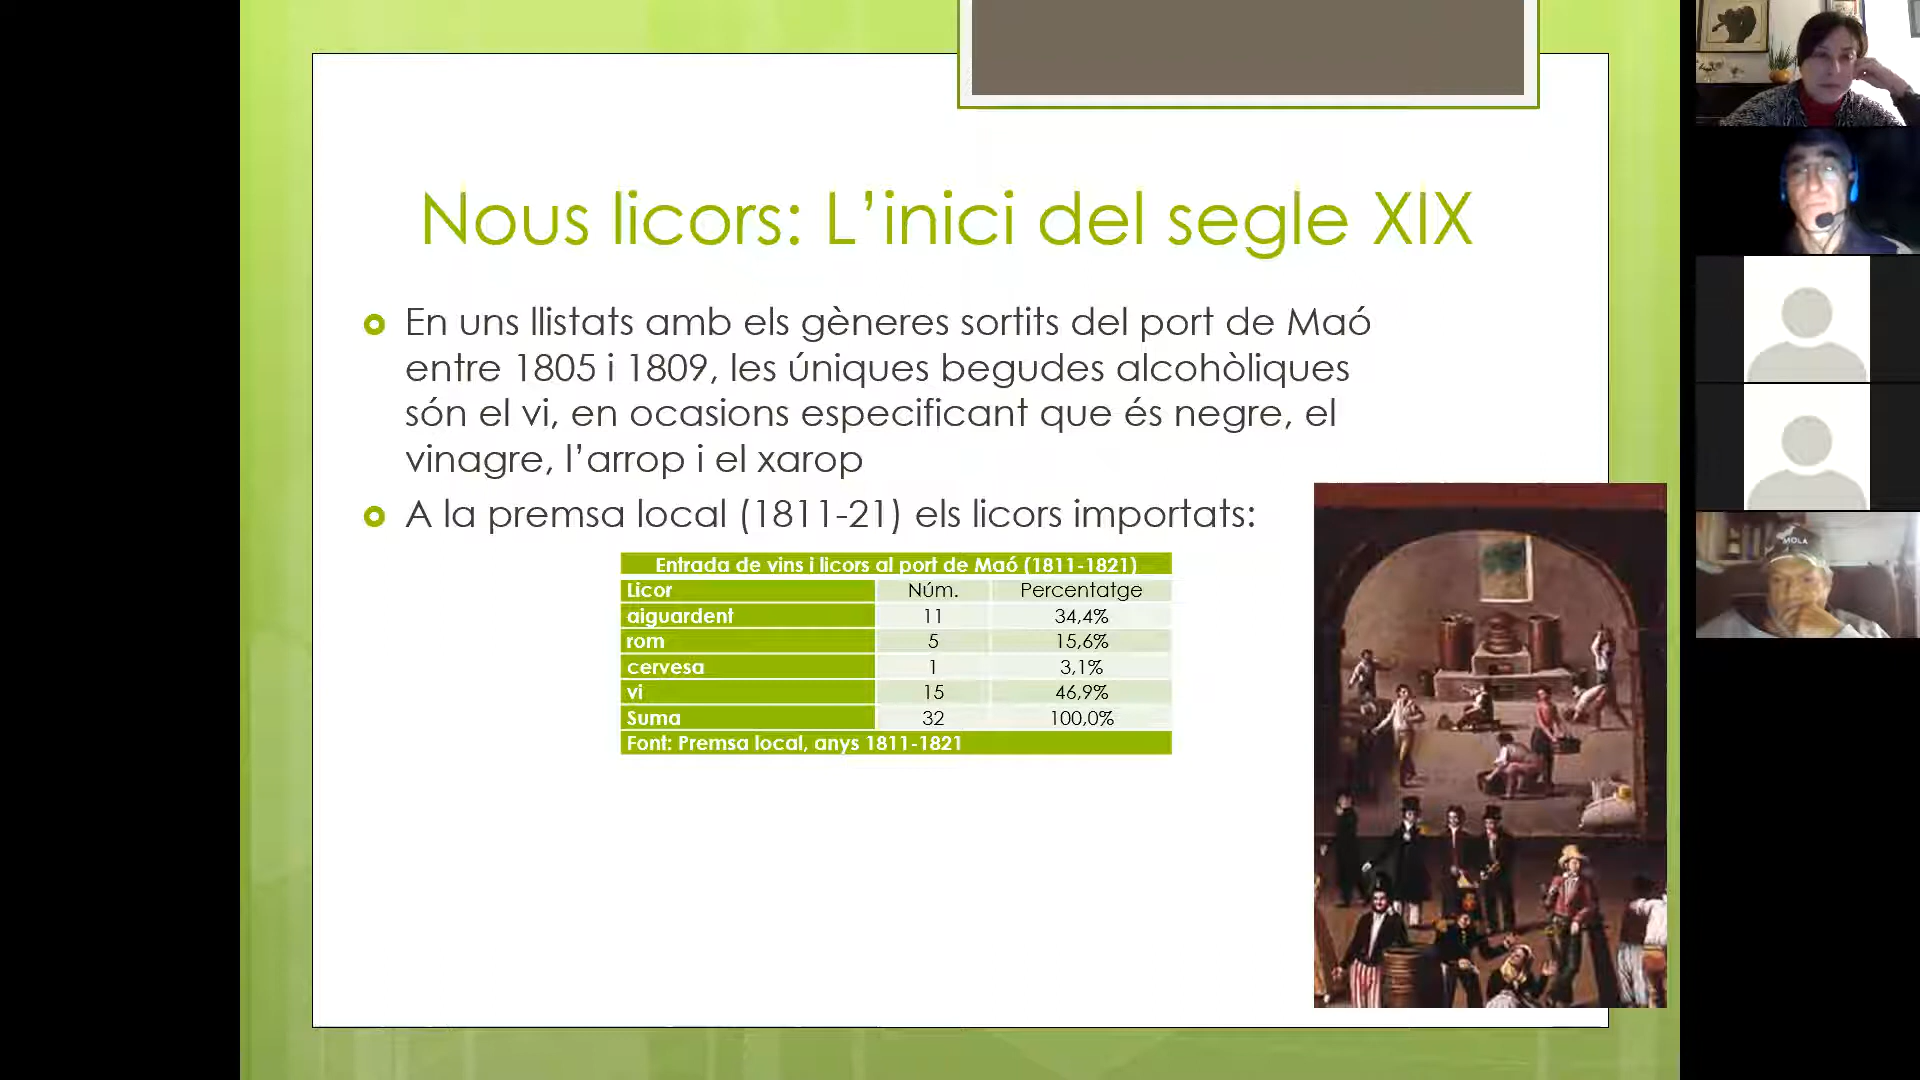 Nous licors: L’inici del segle XIX
En uns llistats amb els gèneres sortits del port de Maó
entre 1805 i 1809, les úniques begudes alcohòliques
són el vi, en ocasions especificant que és negre, el
vinagre, l’arrop i el xarop
A la premsa local (1811-21) els licors importats:
Entrada de vins i licors al port de Maó (1811-1821)
Licor Núm. Percentatge
aiguardent 11 34,4%
rom 5 15,6%
cervesa 1 3,1%
vi 15 46,9%
Suma 32 100,0%
Font: Premsa local, anys 1811-1821
MOLA